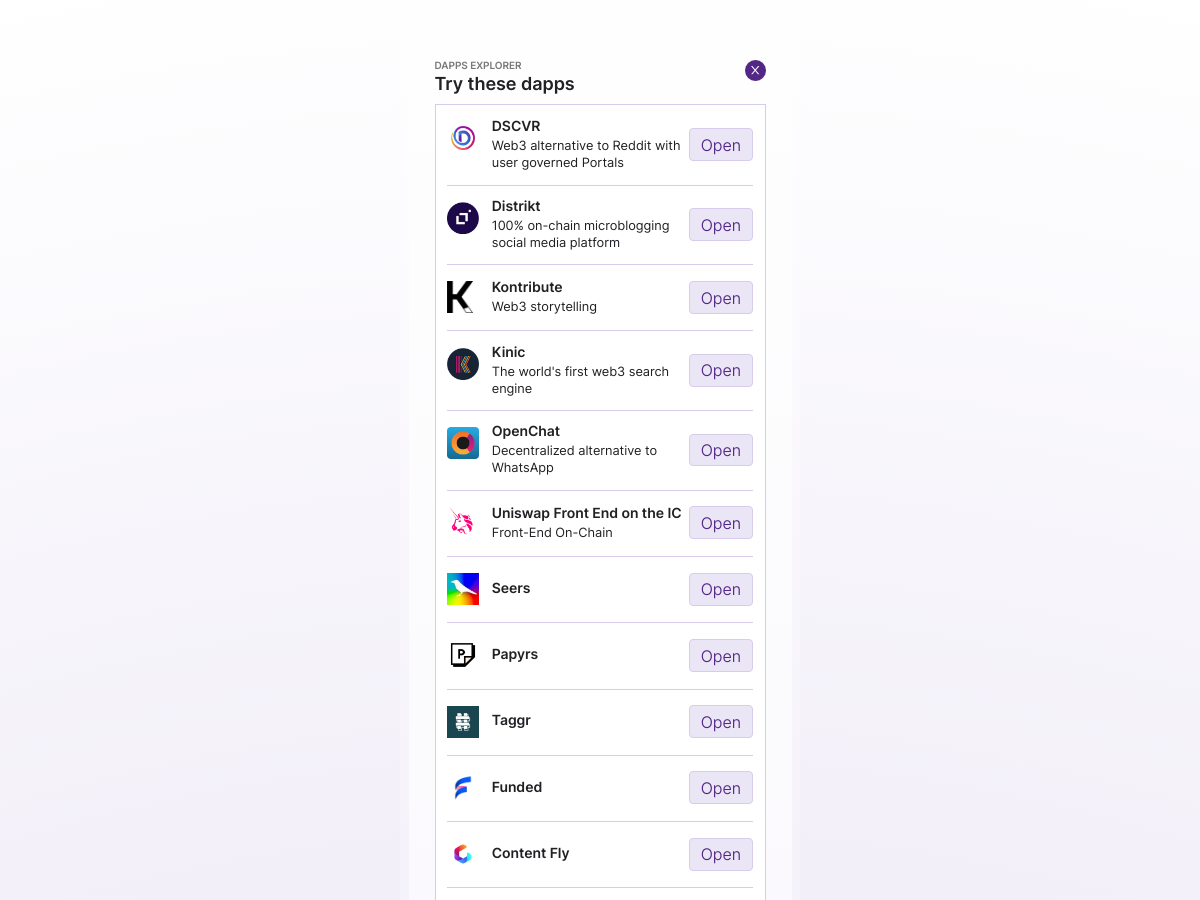 DAPPS EXPLORER
Try these dapps
X
DSCVR
Web3 alternative to Reddit with
user governed Portals
Open
Distrikt
100% on-chain microblogging
social media platform
Open
Kontribute
Web3 storytelling
Open
Kinic
The world's first web3 search
engine
Open
OpenChat
Decentralized alternative to
WhatsApp
Open
Uniswap Front End on the IC
Front-End On-Chain
Open
Seers
Open
Papyrs
Open
Taggr
Open
Funded
Open
Content Fly
Open